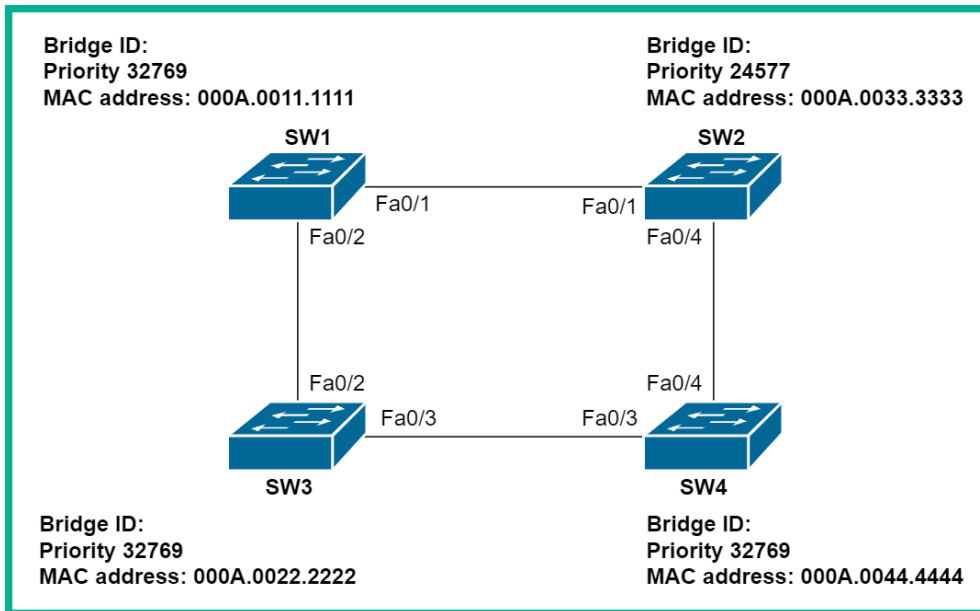 Bridge ID:
Priority 32769
MAC address: 000A.0011.1111
Bridge ID:
Priority 24577
MAC address: 000A.0033.3333
SW1
SW2
Fa0/1
Fa0/1
Fa0/2
Fa0/4
Fa0/2
Fa0/4
Fa0/3
Fa0/3
SW3
SW4
Bridge ID:
Priority 32769
MAC address: 000A.0022.2222
Bridge ID:
Priority 32769
MAC address: 000A.0044.4444